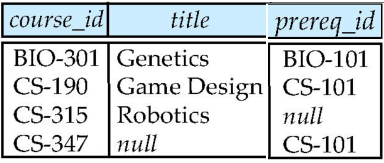 course_id title prereq_id
BIO-301 Genetics BIO-101
CS-190 Game Design CS-101
CS-315 Robotics null
CS-347 null CS-101